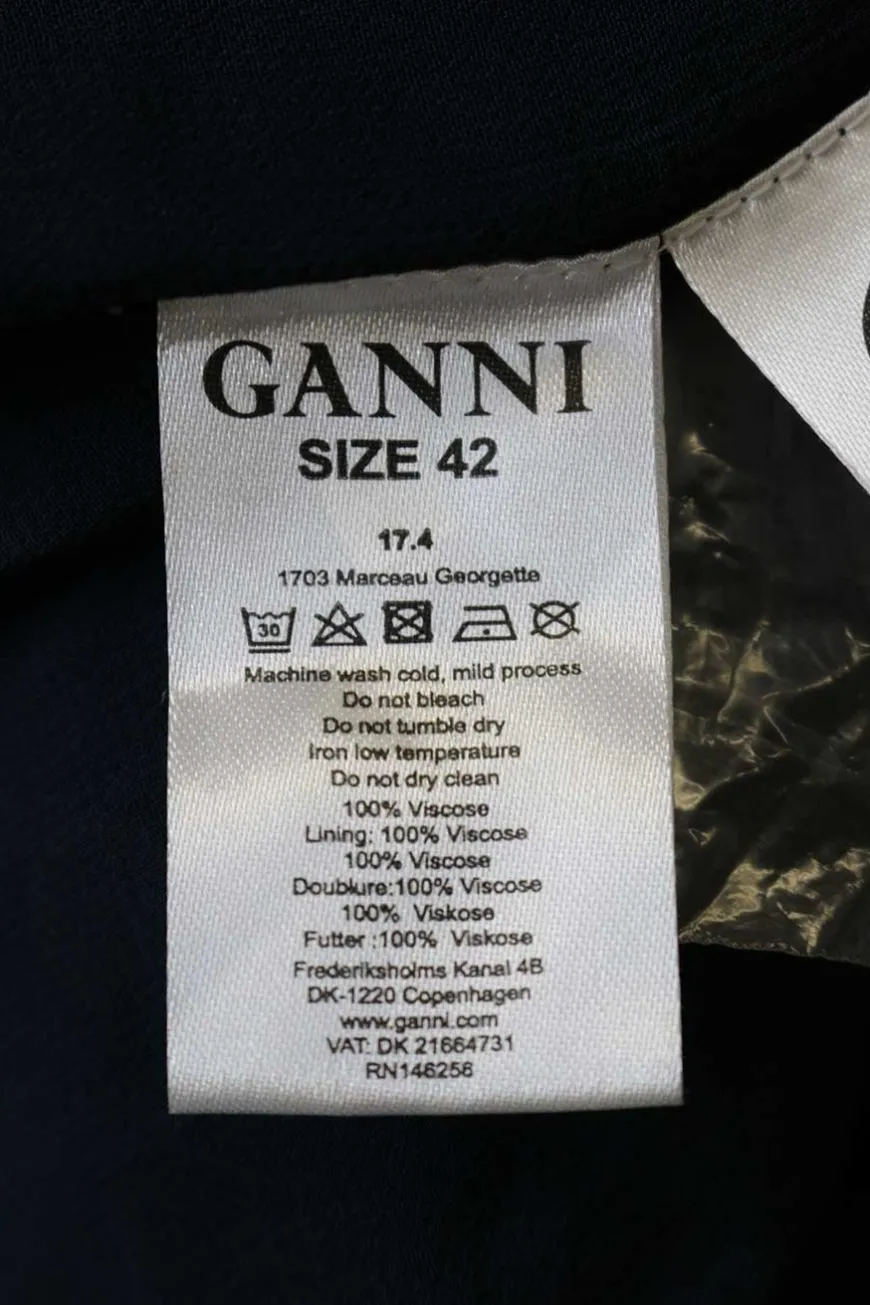 GANNI
SIZE 42
17.4
1703 Marceau Georgette
30
Machine wash cold, mild process
Do not bleach
Do not tumble dry
Iron low temperature
Do not dry clean
100% Viscose
Lining: 100% Viscose
100% Viscose
Doublure:100% Viscose
100% Viskose
Futter :100% Viskose
Frederiksholms Kanal 4B
DK-1220 Copenhagen
www.ganni.com
VAT: DK 21664731
RN146256